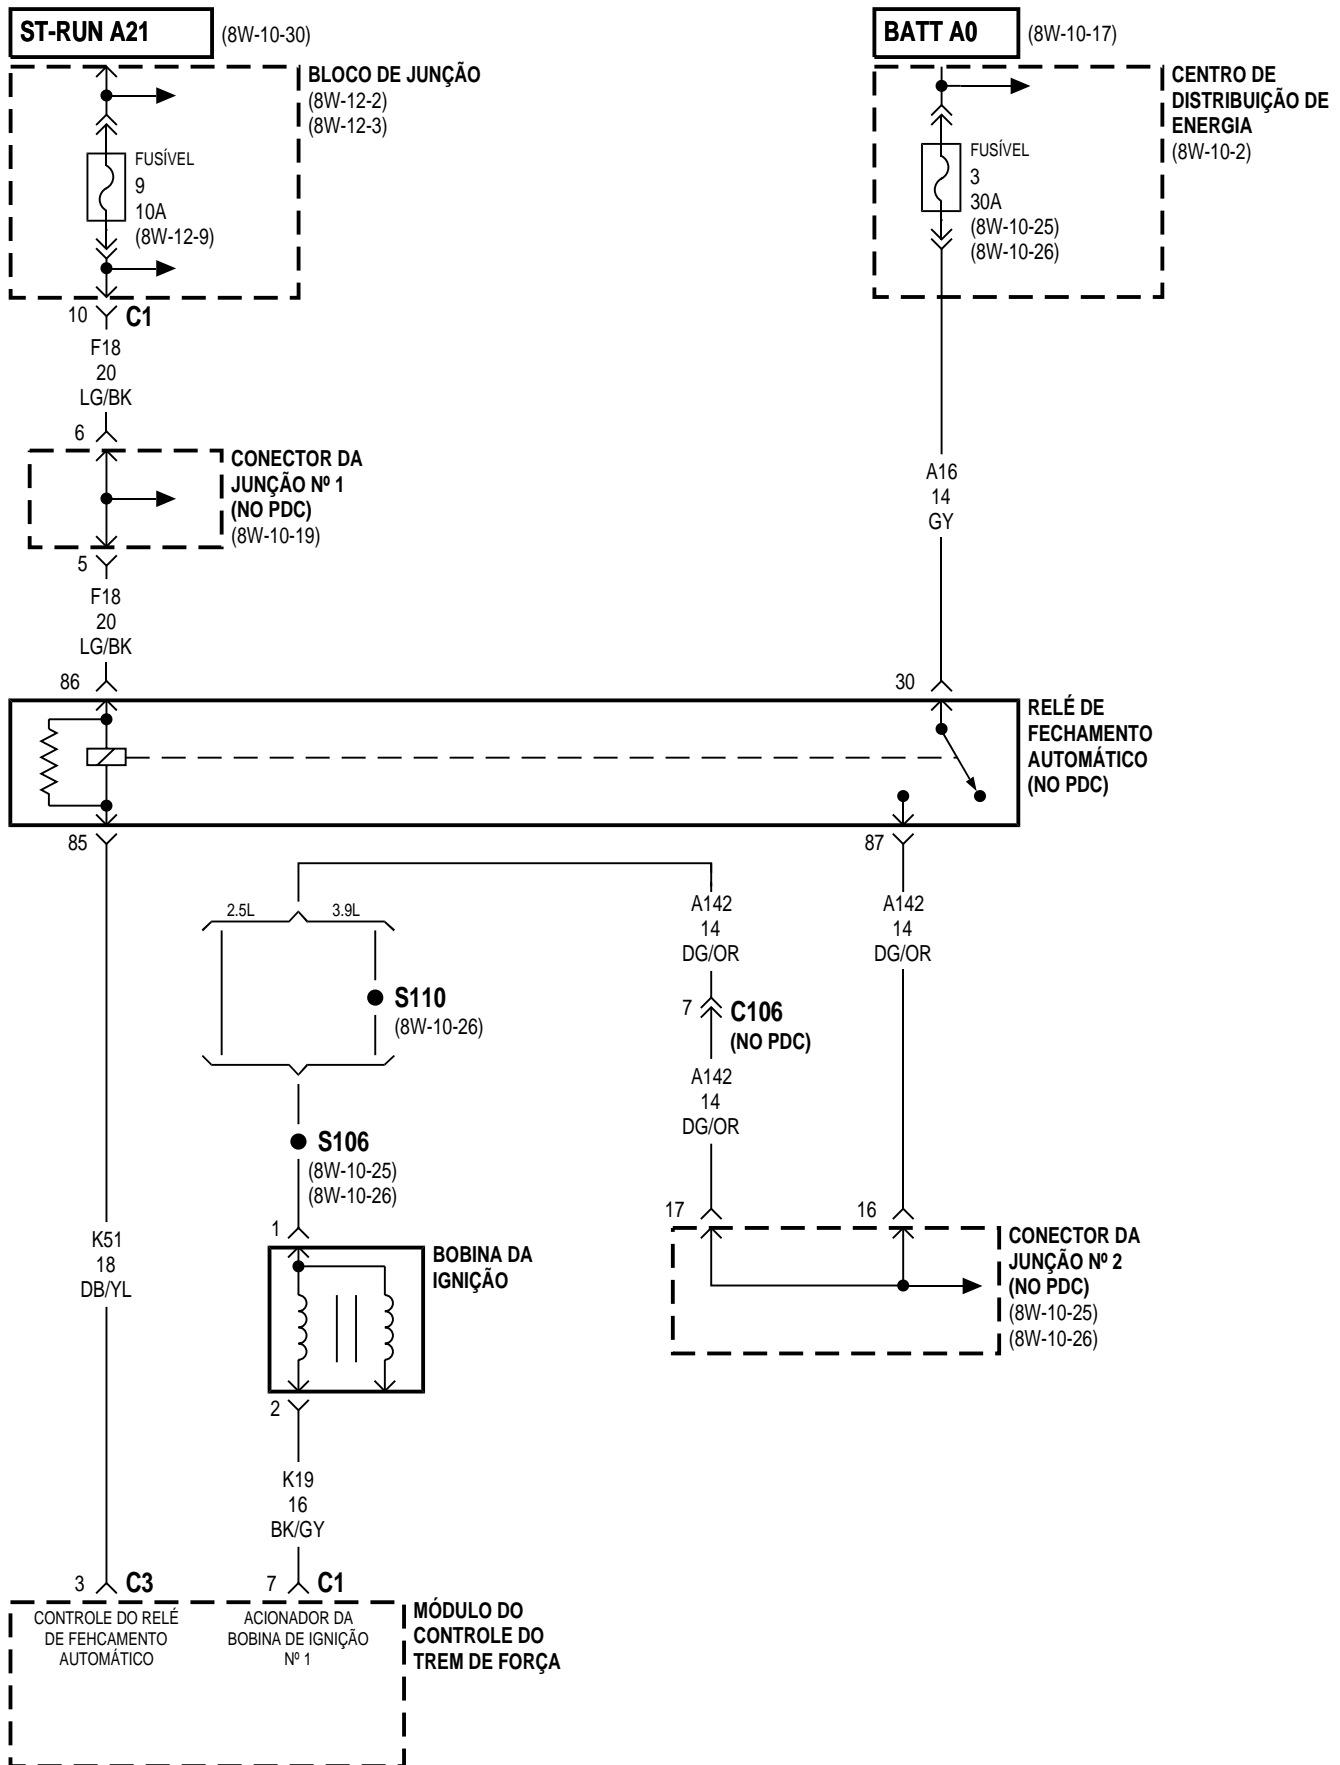 ST-RUN A21
(8W-10-30)
BATT A0
(8W-10-17)
BLOCO DE JUNÇÃO
(8W-12-2)
(8W-12-3)
CENTRO DE
DISTRIBUIÇÃO DE
ENERGIA
(8W-10-2)
FUSÍVEL
9
10A
(8W-12-9)
FUSÍVEL
3
30A
(8W-10-25)
(8W-10-26)
10
C1
F18
20
LG/BK
6
CONECTOR DA
JUNÇÃO Nº 1
(NO PDC)
(8W-10-19)
A16
14
GY
5
F18
20
LG/BK
86
30
RELÉ DE
FECHAMENTO
AUTOMÁTICO
(NO PDC)
85
87
2.5L
3.9L
A142
14
DG/OR
A142
14
DG/OR
S110
(8W-10-26)
7
C106
(NO PDC)
A142
14
DG/OR
S106
(8W-10-25)
(8W-10-26)
17
16
1
K51
18
DB/YL
BOBINA DA
IGNIÇÃO
CONECTOR DA
JUNÇÃO Nº 2
(NO PDC)
(8W-10-25)
(8W-10-26)
2
K19
16
BK/GY
3
C3
7
C1
CONTROLE DO RELÉ
DE FEHCAMENTO
AUTOMÁTICO
ACIONADOR DA
BOBINA DE IGNIÇÃO
Nº 1
MÓDULO DO
CONTROLE DO
TREM DE FORÇA